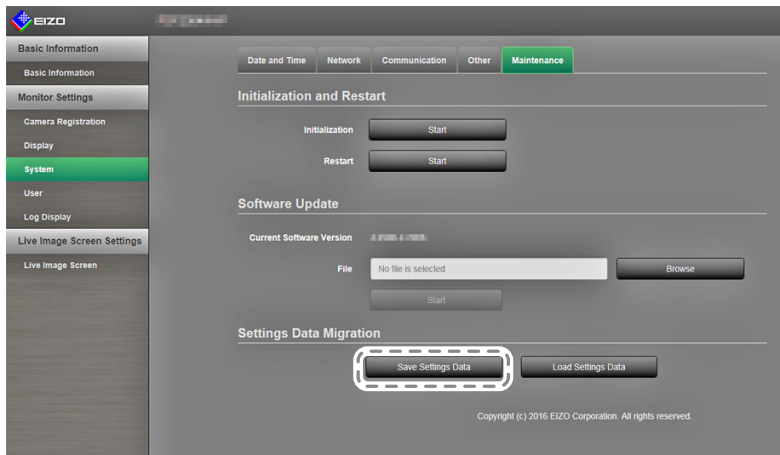 EIZO
Basic Information
Basic Information
Monitor Settings
Camera Registration
Display
System
User
Log Display
Live Image Screen Settings
Live Image Screen
Date and Time Network Communication Other Maintenance
Initialization and Restart
Initialization Start
Restart Start
Software Update
Current Software Version
File No file is selected Browse
Start
Settings Data Migration
Save Settings Data Load Settings Data
Copyright (c) 2016 EIZO Corporation. All rights reserved.